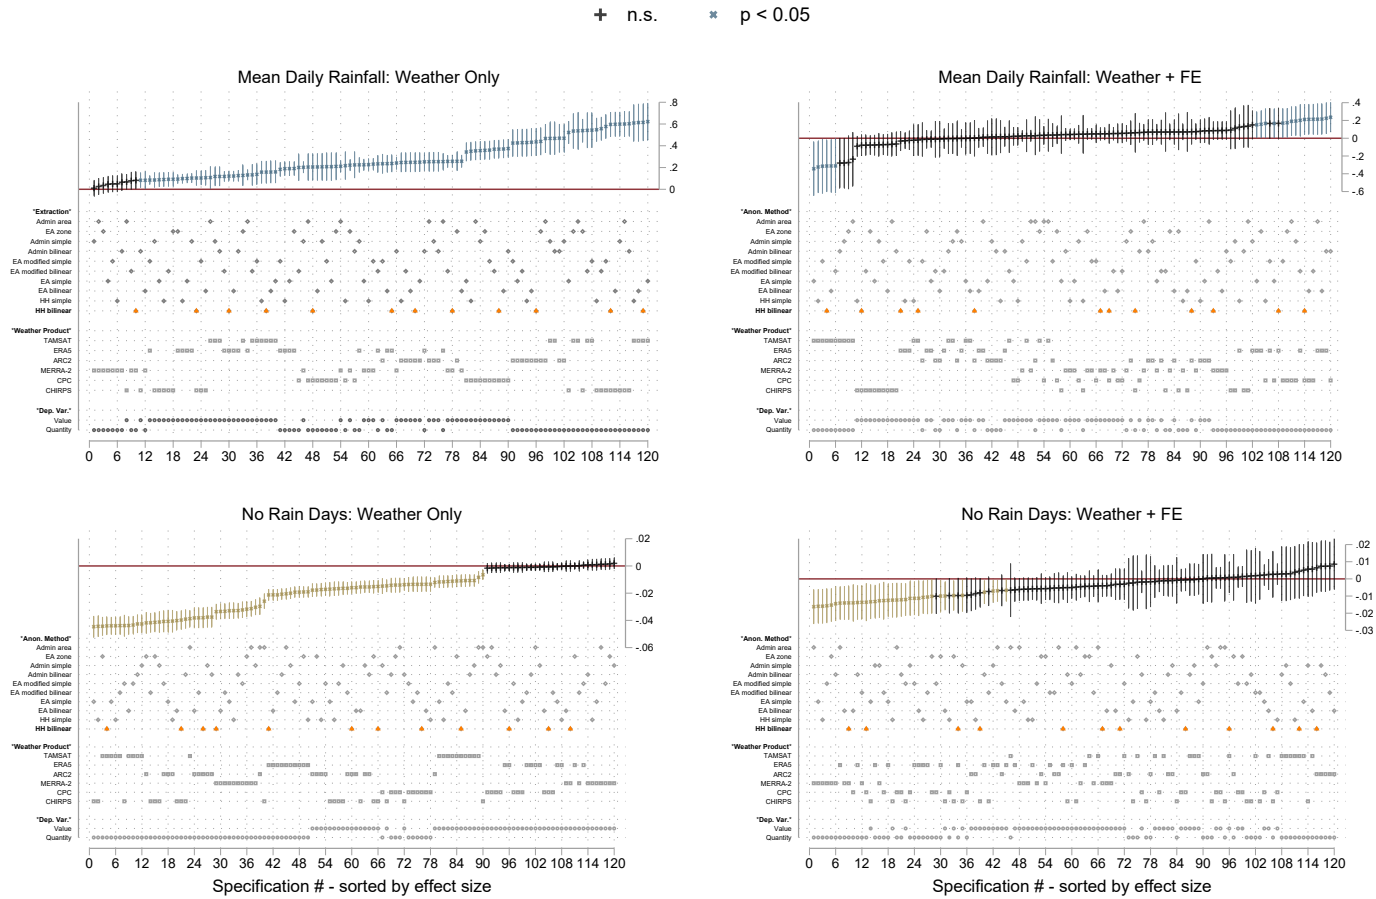 n.s. p < 0.05
Mean Daily Rainfall: Weather Only
.8
.6
.4
.2
0
"Extraction"
Admin area
EA zone
Admin simple
Admin bilinear
EA modified simple
EA modified bilinear
EA simple
EA bilinear
HH simple
HH bilinear
"Weather Product"
TAMSAT
ERA5
ARC2
MERRA-2
CPC
CHIRPS
"Dep. Var."
Value
Quantity
0 6 12 18 24 30 36 42 48 54 60 66 72 78 84 90 96 102 108 114 120
Mean Daily Rainfall: Weather + FE
.4
.2
0
-.2
-.4
-.6
"Anon. Method"
Admin area
EA zone
Admin simple
Admin bilinear
EA modified simple
EA modified bilinear
EA simple
EA bilinear
HH simple
HH bilinear
"Weather Product"
TAMSAT
ERA5
ARC2
MERRA-2
CPC
CHIRPS
"Dep. Var."
Value
Quantity
0 6 12 18 24 30 36 42 48 54 60 66 72 78 84 90 96 102 108 114 120
No Rain Days: Weather Only
.02
0
-.02
-.04
-.06
"Anon. Method"
Admin area
EA zone
Admin simple
Admin bilinear
EA modified simple
EA modified bilinear
EA simple
EA bilinear
HH simple
HH bilinear
"Weather Product"
TAMSAT
ERA5
ARC2
MERRA-2
CPC
CHIRPS
"Dep. Var."
Value
Quantity
0 6 12 18 24 30 36 42 48 54 60 66 72 78 84 90 96 102 108 114 120
Specification # - sorted by effect size
No Rain Days: Weather + FE
.02
.01
0
-.01
-.02
-.03
"Anon. Method"
Admin area
EA zone
Admin simple
Admin bilinear
EA modified simple
EA modified bilinear
EA simple
EA bilinear
HH simple
HH bilinear
"Weather Product"
TAMSAT
ERA5
ARC2
MERRA-2
CPC
CHIRPS
"Dep. Var."
Value
Quantity
0 6 12 18 24 30 36 42 48 54 60 66 72 78 84 90 96 102 108 114 120
Specification # - sorted by effect size